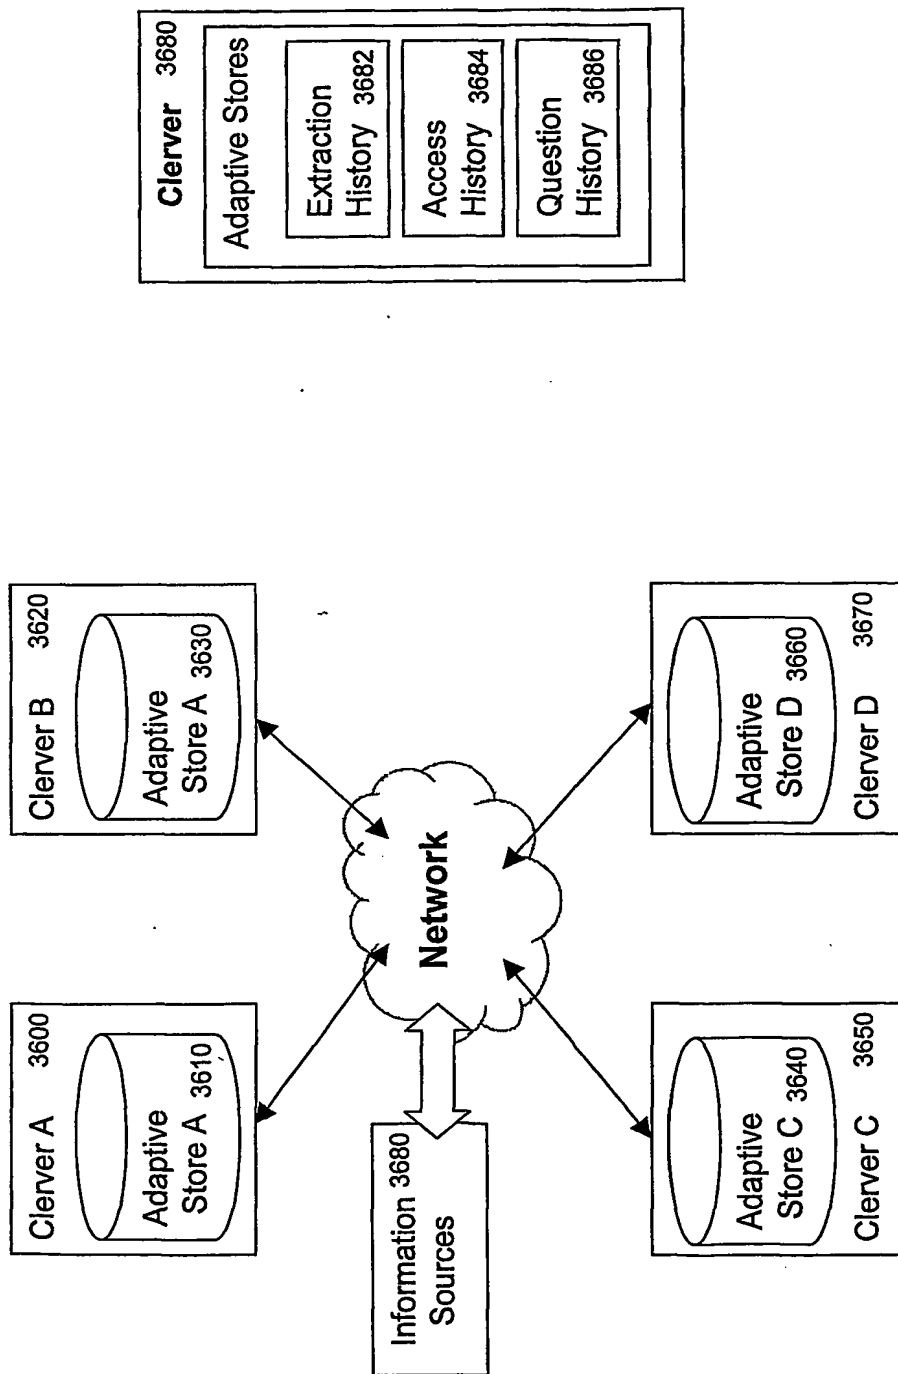 Clerver A 3600
Adaptive
Store A 3610
Clerver B 3620
Adaptive
Store A 3630
Information 3680
Sources
Network
Adaptive
Store C 3640
Clerver C 3650
Adaptive
Store D 3660
Clerver D 3670
Clerver 3680
Adaptive Stores
Extraction
History 3682
Access
History 3684
Question
History 3686